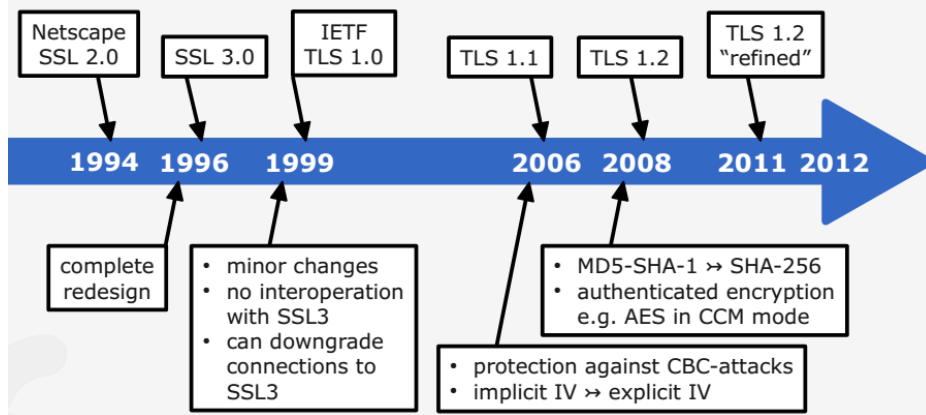 Netscape
SSL 2.0
SSL 3.0
IETF
TLS 1.0
TLS 1.1
TLS 1.2
TLS 1.2
“refined”
1994
1996
1999
2006
2008
2011
2012
complete
redesign
• minor changes
• no interoperation
with SSL3
• can downgrade
connections to
SSL3
• MD5-SHA-1 ↣ SHA-256
• authenticated encryption
e.g. AES in CCM mode
• protection against CBC-attacks
• implicit IV ↣ explicit IV